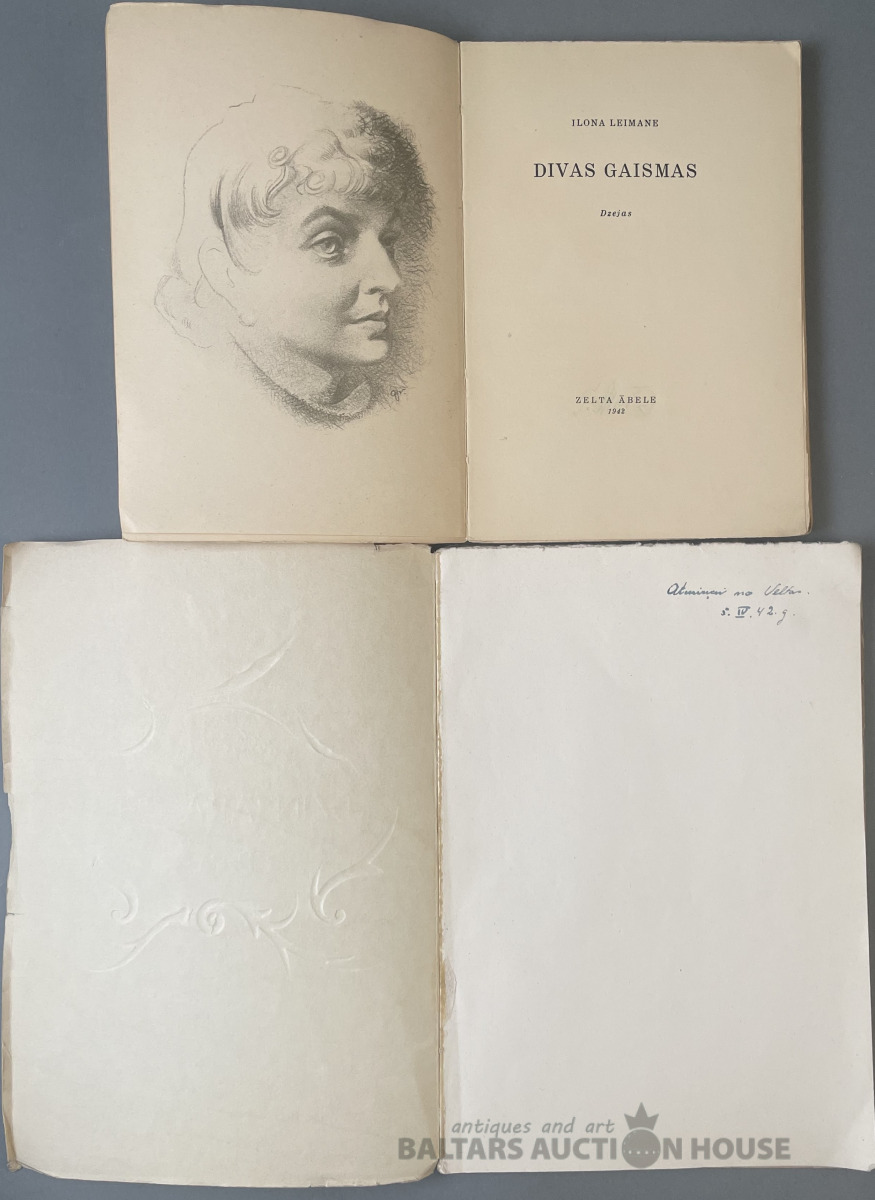 ILONA LEIMANE
DIVAS GAISMAS
Dzejas
ZELTA ĀBELE
1942
Atmiņai no Veltas.
5. IV. 42. g.
antiques and art
BALTARS AUCTION HOUSE